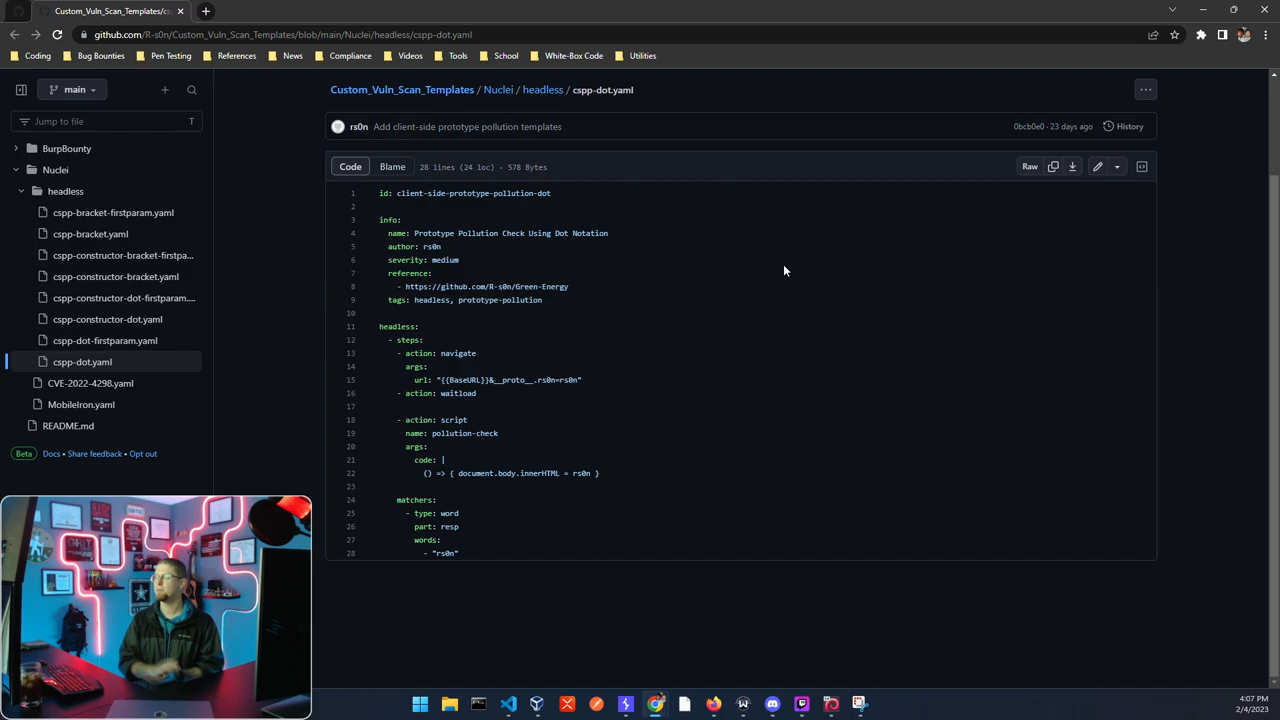 Custom_Vuln_Scan_Templates/cs
github.com/R-s0n/Custom_Vuln_Scan_Templates/blob/main/Nuclei/headless/cspp-dot.yaml
Coding Bug Bounties Pen Testing References News Compliance Videos Tools School White-Box Code Utilities
main
Jump to file T
BurpBounty
Nuclei
headless
cspp-bracket-firstparam.yaml
cspp-bracket.yaml
cspp-constructor-bracket-firstpa...
cspp-constructor-bracket.yaml
cspp-constructor-dot-firstparam....
cspp-constructor-dot.yaml
cspp-dot-firstparam.yaml
cspp-dot.yaml
CVE-2022-4298.yaml
MobileIron.yaml
README.md
Beta Docs • Share feedback • Opt out
Custom_Vuln_Scan_Templates / Nuclei / headless / cspp-dot.yaml
rs0n Add client-side prototype pollution templates 0bcb0e0 · 23 days ago History
Code Blame 28 lines (24 loc) · 578 Bytes Raw
1 id: client-side-prototype-pollution-dot
2
3 info:
4 name: Prototype Pollution Check Using Dot Notation
5 author: rs0n
6 severity: medium
7 reference:
8 - https://github.com/R-s0n/Green-Energy
9 tags: headless, prototype-pollution
10
11 headless:
12 - steps:
13 - action: navigate
14 args:
15 url: "{{BaseURL}}&__proto__.rs0n=rs0n"
16 - action: waitload
17
18 - action: script
19 name: pollution-check
20 args:
21 code: |
22 () => { document.body.innerHTML = rs0n }
23
24 matchers:
25 - type: word
26 part: resp
27 words:
28 - "rs0n"
4:07 PM
2/4/2023